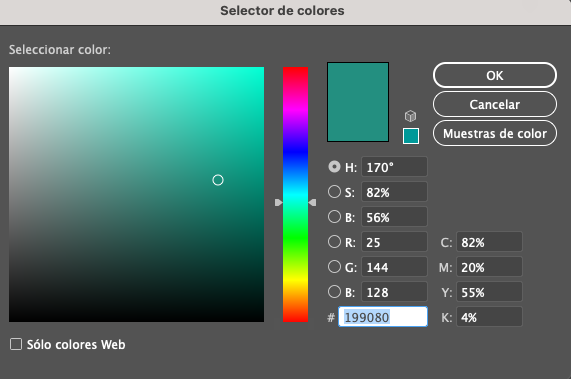 Selector de colores
Seleccionar color:
OK
Cancelar
Muestras de color
H: 170°
S: 82%
B: 56%
R: 25 C: 82%
G: 144 M: 20%
B: 128 Y: 55%
# 199080 K: 4%
Sólo colores Web